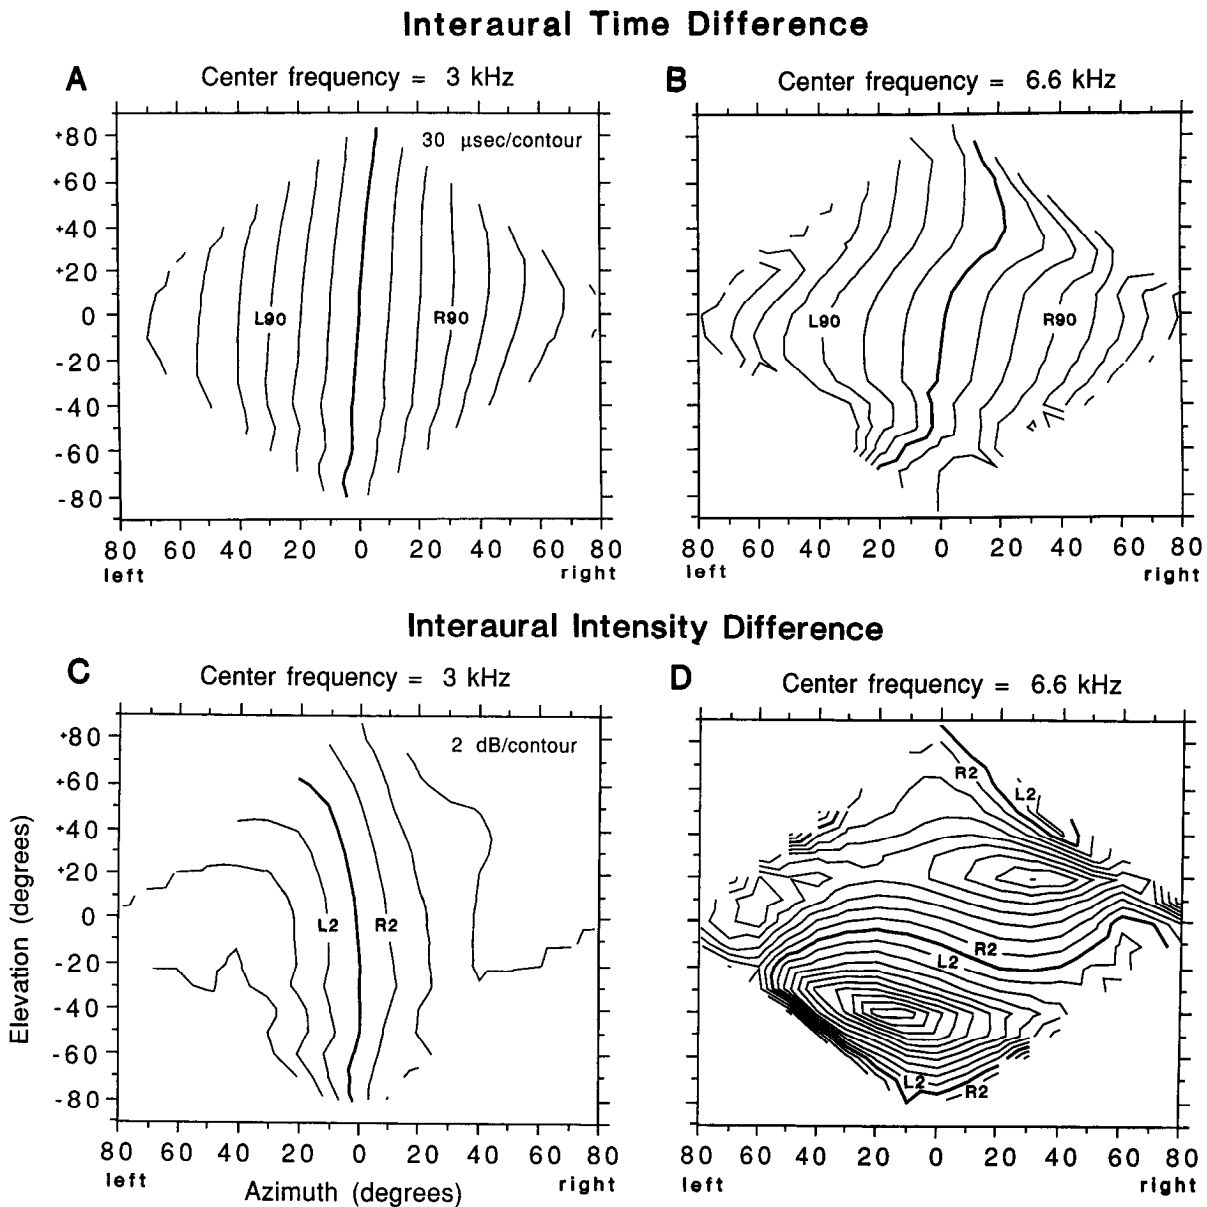 Interaural Time Difference
A Center frequency = 3 kHz
B Center frequency = 6.6 kHz
30 µsec/contour
+80
+60
+40
+20
0
-20
-40
-60
-80
L90 R90
L90 R90
80 60 40 20 0 20 40 60 80
left right
80 60 40 20 0 20 40 60 80
left right
Interaural Intensity Difference
C Center frequency = 3 kHz
D Center frequency = 6.6 kHz
2 dB/contour
Elevation (degrees)
+80
+60
+40
+20
0
-20
-40
-60
-80
L2 R2
R2
L2
R2
L2
L2
R2
80 60 40 20 0 20 40 60 80
left Azimuth (degrees) right
80 60 40 20 0 20 40 60 80
left right